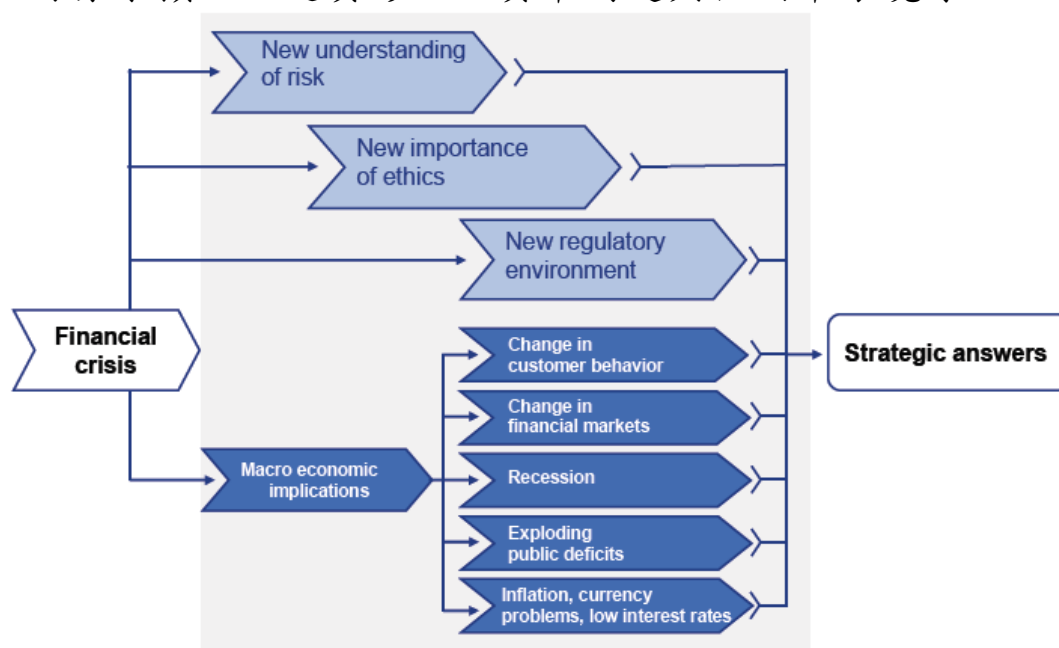 New understanding
of risk
New importance
of ethics
New regulatory
environment
Financial
crisis
Change in
customer behavior
Strategic answers
Change in
financial markets
Macro economic
implications
Recession
Exploding
public deficits
Inflation, currency
problems, low interest rates